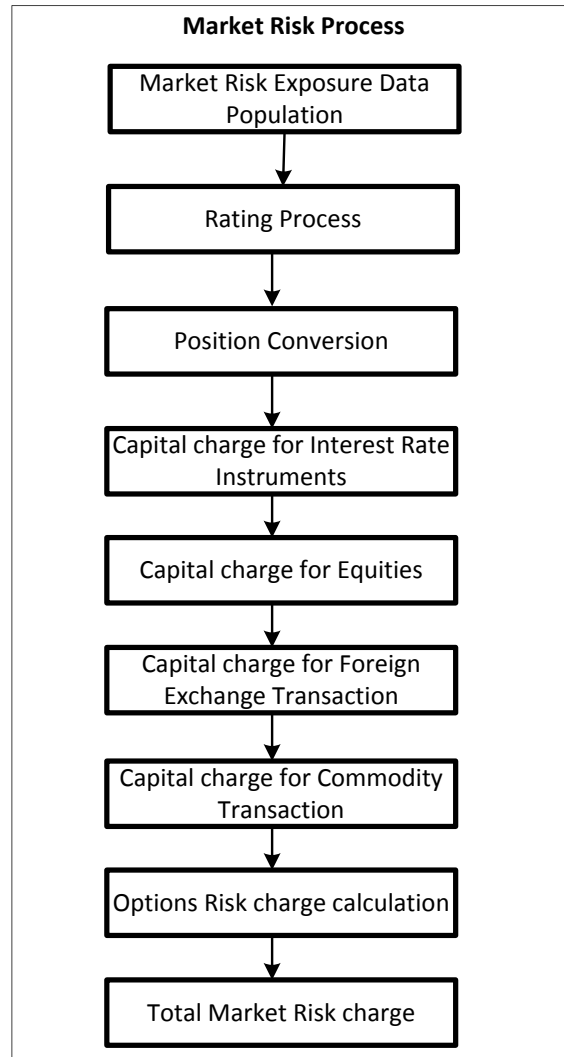 Market Risk Process
Market Risk Exposure Data
Population
Rating Process
Position Conversion
Capital charge for Interest Rate
Instruments
Capital charge for Equities
Capital charge for Foreign
Exchange Transaction
Capital charge for Commodity
Transaction
Options Risk charge calculation
Total Market Risk charge